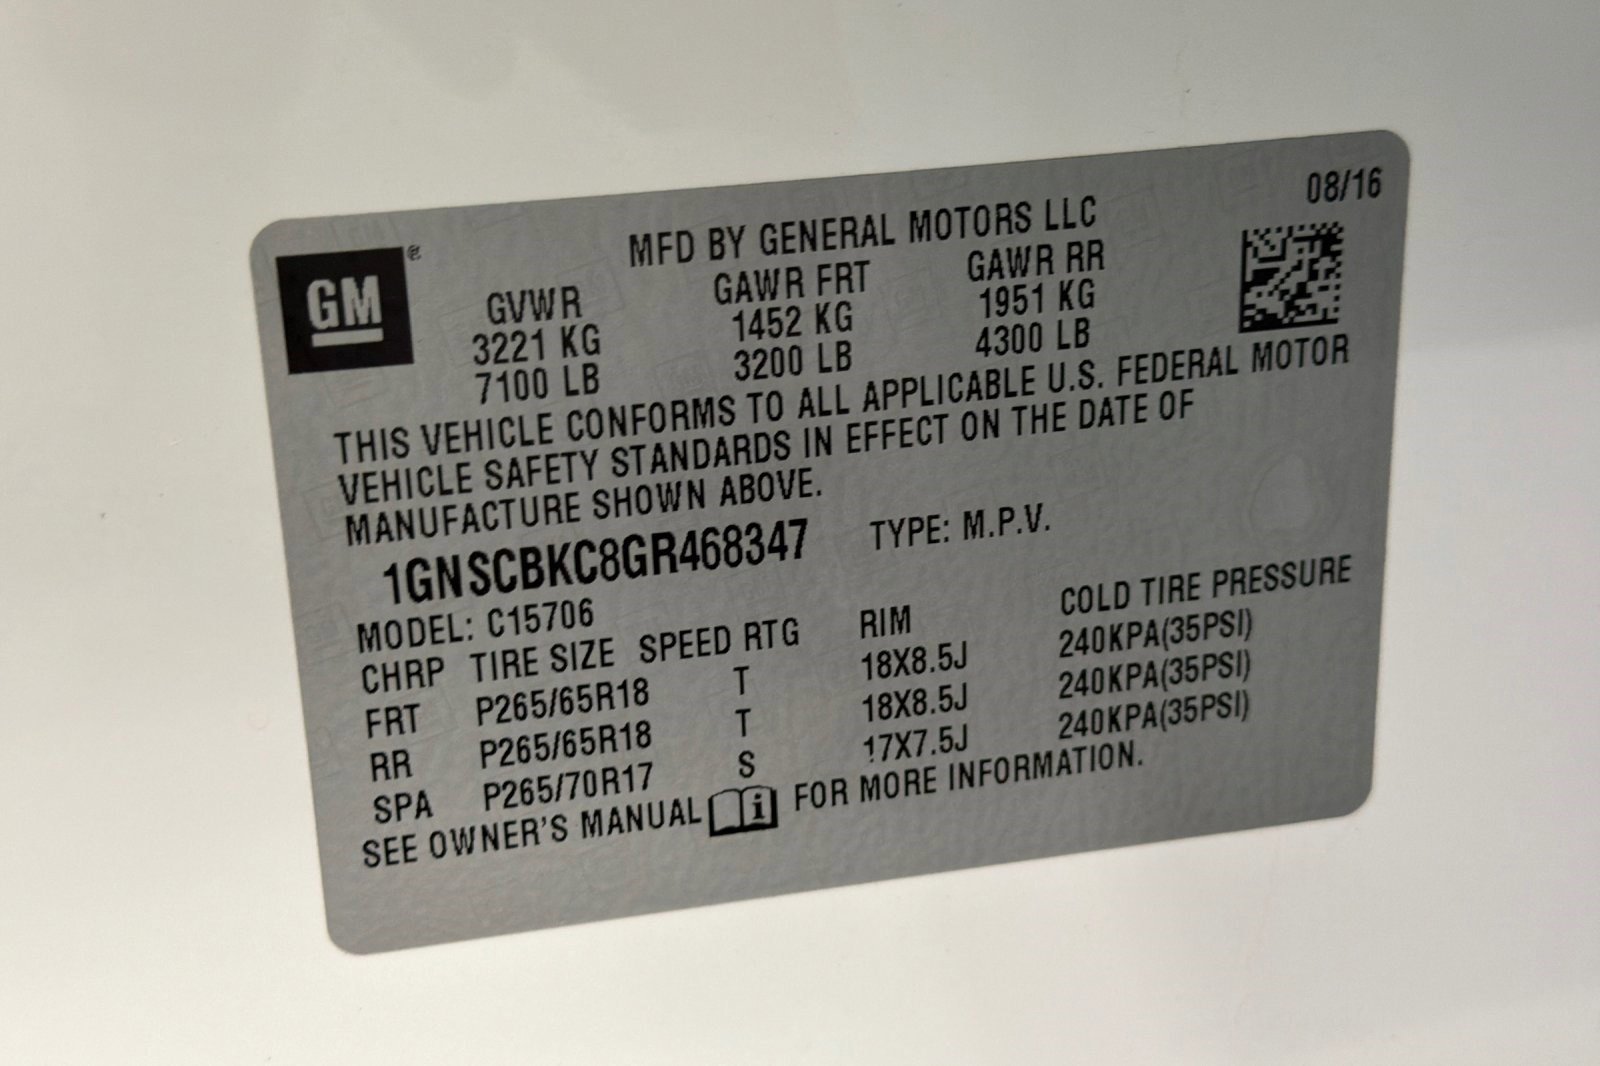 08/16
GM®
MFD BY GENERAL MOTORS LLC
GVWR GAWR FRT GAWR RR
3221 KG 1452 KG 1951 KG
7100 LB 3200 LB 4300 LB
THIS VEHICLE CONFORMS TO ALL APPLICABLE U.S. FEDERAL MOTOR
VEHICLE SAFETY STANDARDS IN EFFECT ON THE DATE OF
MANUFACTURE SHOWN ABOVE.
1GNSCBKC8GR468347 TYPE: M.P.V.
MODEL: C15706
CHRP TIRE SIZE SPEED RTG RIM COLD TIRE PRESSURE
FRT P265/65R18 T 18X8.5J 240KPA(35PSI)
RR P265/65R18 T 18X8.5J 240KPA(35PSI)
SPA P265/70R17 S 17X7.5J 240KPA(35PSI)
SEE OWNER'S MANUAL i FOR MORE INFORMATION.